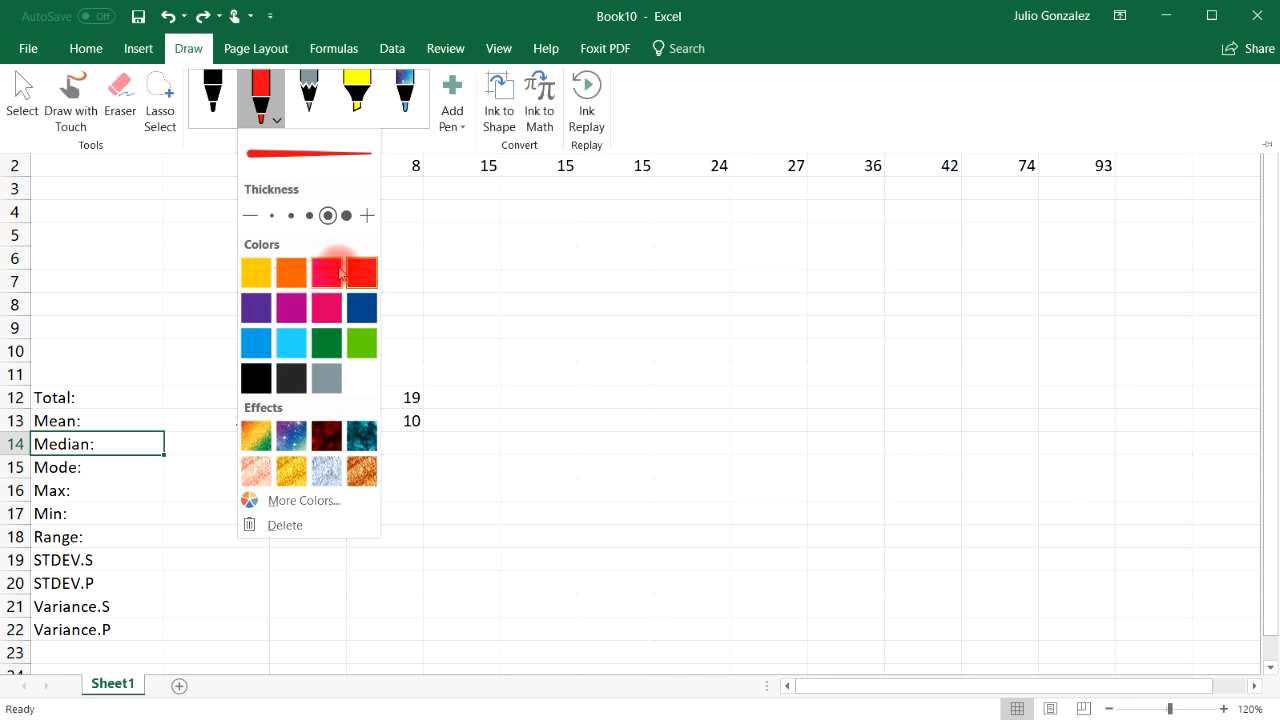 AutoSave Off
Book10 - Excel
Julio Gonzalez
File Home Insert Draw Page Layout Formulas Data Review View Help Foxit PDF Search Share
Select
Draw with Touch
Eraser
Lasso Select
Add Pen
Ink to Shape
Ink to Math
Ink Replay
Tools
Convert
Replay
Thickness
Colors
Effects
More Colors...
Delete
2 8 15 15 15 24 27 36 42 74 93
3
4
5
6
7
8
9
10
11
12 Total: 19
13 Mean: 10
14 Median:
15 Mode:
16 Max:
17 Min:
18 Range:
19 STDEV.S
20 STDEV.P
21 Variance.S
22 Variance.P
23
Sheet1
Ready
120%